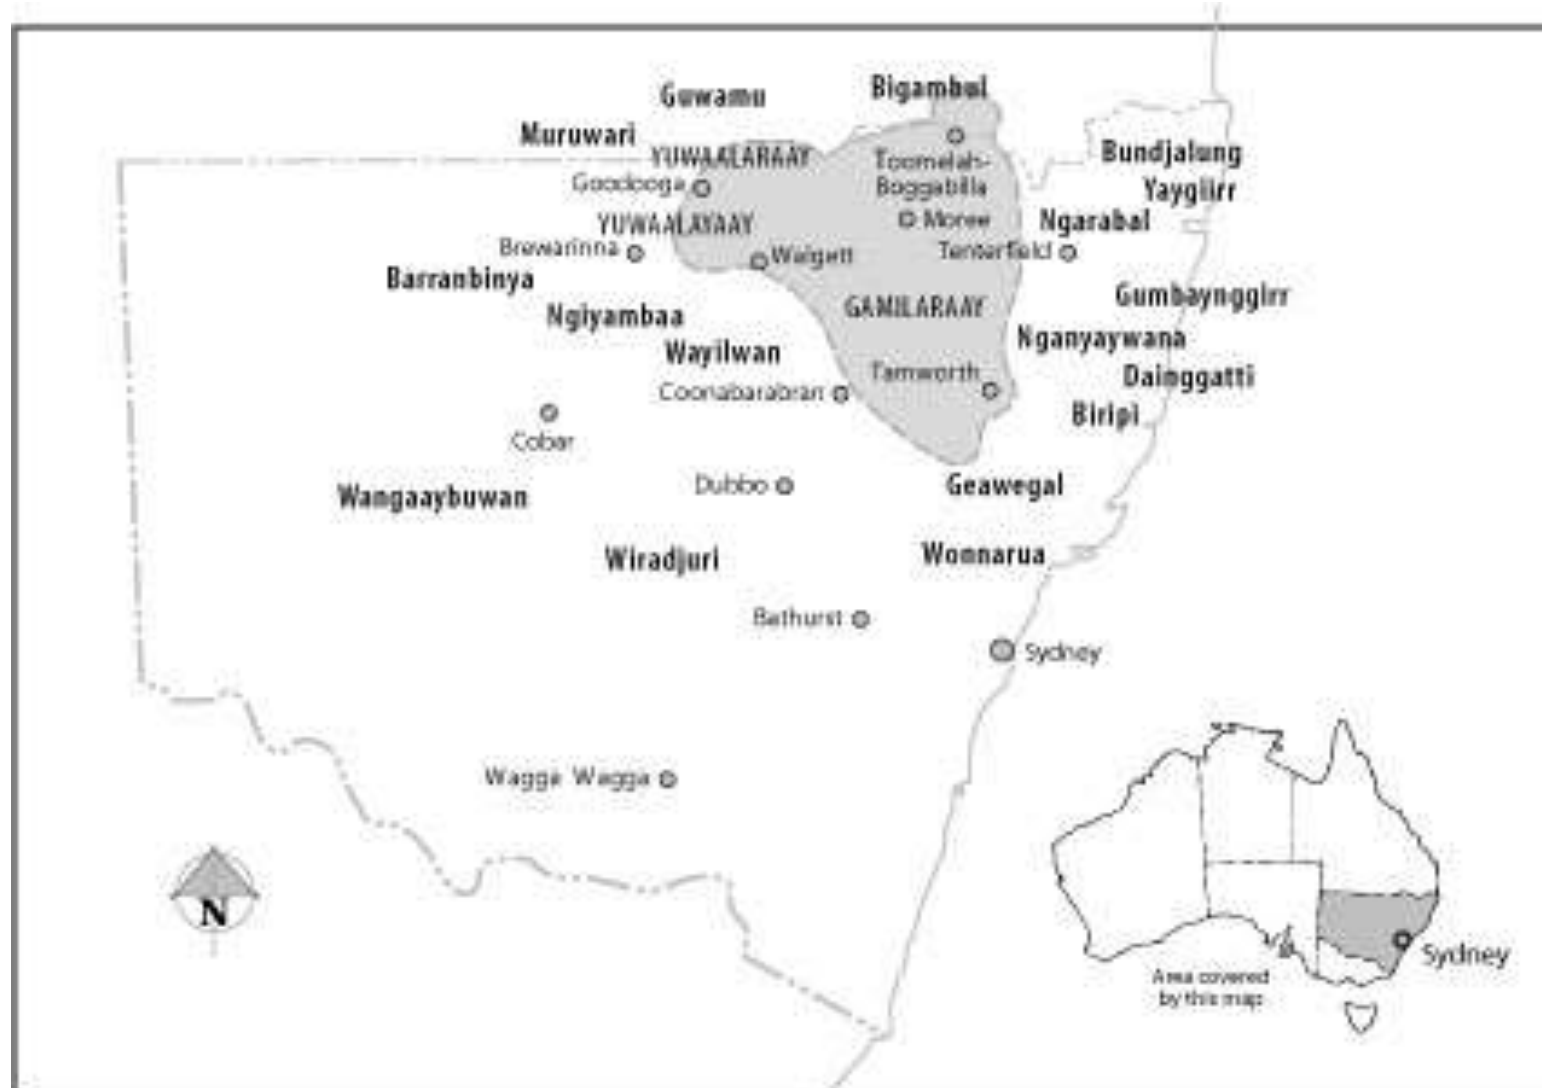 Guwamu
Bigambul
Muruwari
YUWAALARAAY
Toomelah-
Boggabilla
Bundjalung
Goodooga
Yaygiirr
YUWAALAYAAY
Moree
Ngarabal
Brewarinna
Walgett
Tenterfield
Barranbinya
Gumbaynggirr
Ngiyambaa
GAMILARAAY
Nganyaywana
Wayilwan
Tamworth
Dainggatti
Coonabarabran
Biripi
Cobar
Wangaaybuwan
Dubbo
Geawegal
Wiradjuri
Wonnarua
Bathurst
Sydney
Wagga Wagga
N
Sydney
Area covered
by this map